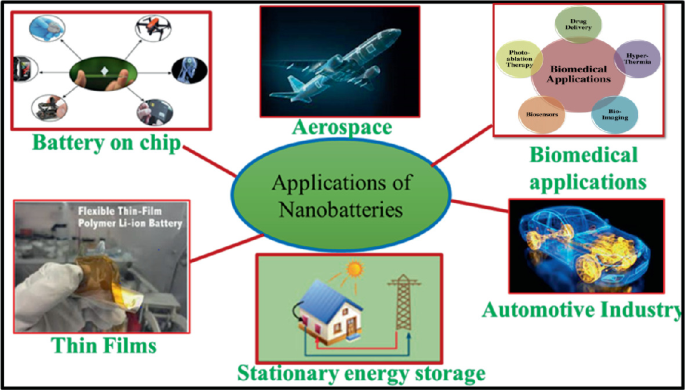 Battery on chip
Aerospace
Drug
Delivery
Photo-
ablation
Therapy
Hyper-
Thermia
Biomedical
Applications
Biosensors
Bio-
Imaging
Biomedical
applications
Applications of
Nanobatteries
Flexible Thin-Film
Polymer Li-ion Battery
Thin Films
Stationary energy storage
Automotive Industry